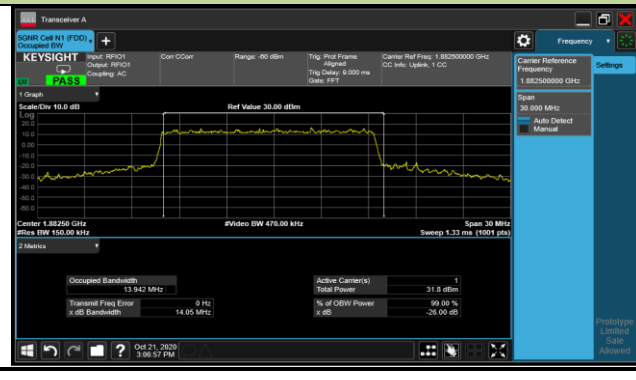 Transceiver A
5GNR Cell N1 (FDD)
Occupied BW
+
Frequency
KEYSIGHT
PASS
Input: RFIO1
Output: RFIO1
Coupling: AC
Corr CCorr
Range: -60 dBm
Trig: Prot Frame
Aligned
Trig Delay: 9.000 ms
Gate: FFT
Carrier Ref Freq: 1.882500000 GHz
CC Info: Uplink, 1 CC
Carrier Reference
Frequency
1.882500000 GHz
Settings
Span
30.000 MHz
Auto Detect
Manual
1 Graph
Scale/Div 10.0 dB
Ref Value 30.00 dBm
Log
20.0
10.0
0.00
-10.0
-20.0
-30.0
-40.0
-50.0
-60.0
Center 1.88250 GHz
#Video BW 470.00 kHz
Span 30 MHz
#Res BW 150.00 kHz
Sweep 1.33 ms (1001 pts)
2 Metrics
Occupied Bandwidth
13.942 MHz
Active Carrier(s) 1
Total Power 31.8 dBm
Transmit Freq Error 0 Hz
x dB Bandwidth 14.05 MHz
% of OBW Power 99.00 %
x dB -26.00 dB
Prototype
Limited
Sale
Allowed
?
Oct 21, 2020
3:06:57 PM